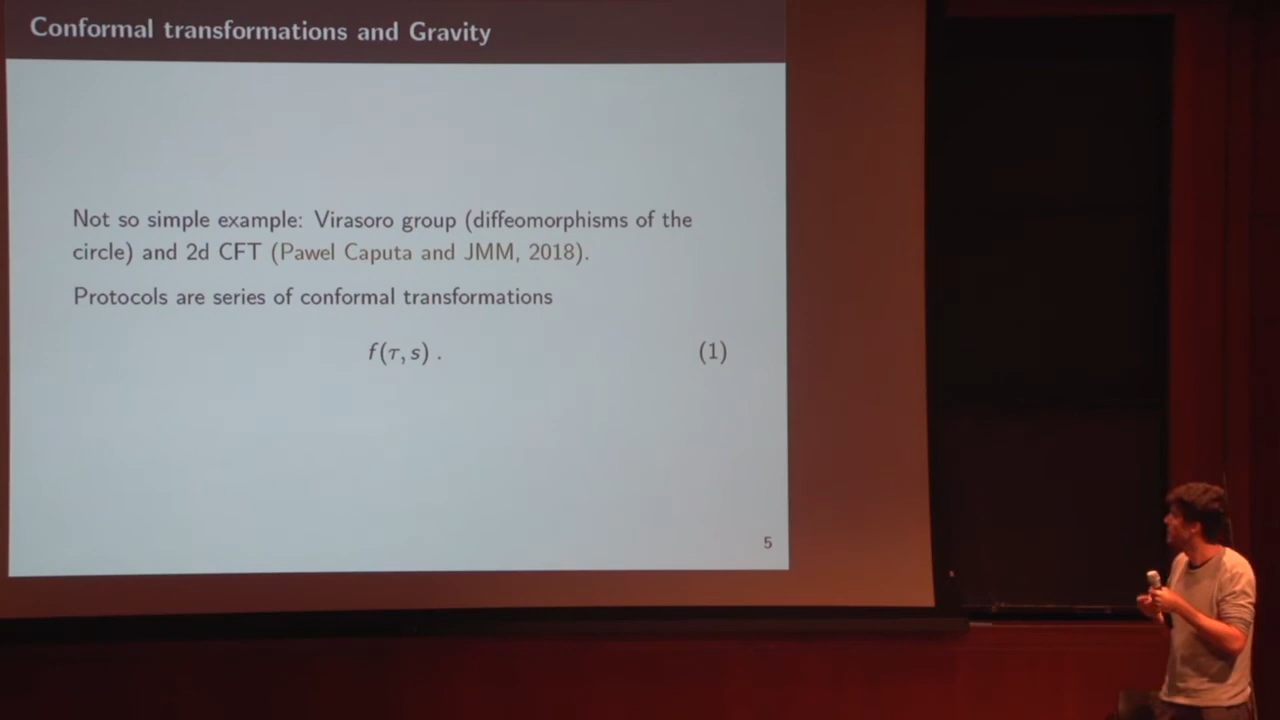 Conformal transformations and Gravity
Not so simple example: Virasoro group (diffeomorphisms of the
circle) and 2d CFT (Pawel Caputa and JMM, 2018).
Protocols are series of conformal transformations
f(τ, s) . (1)
5